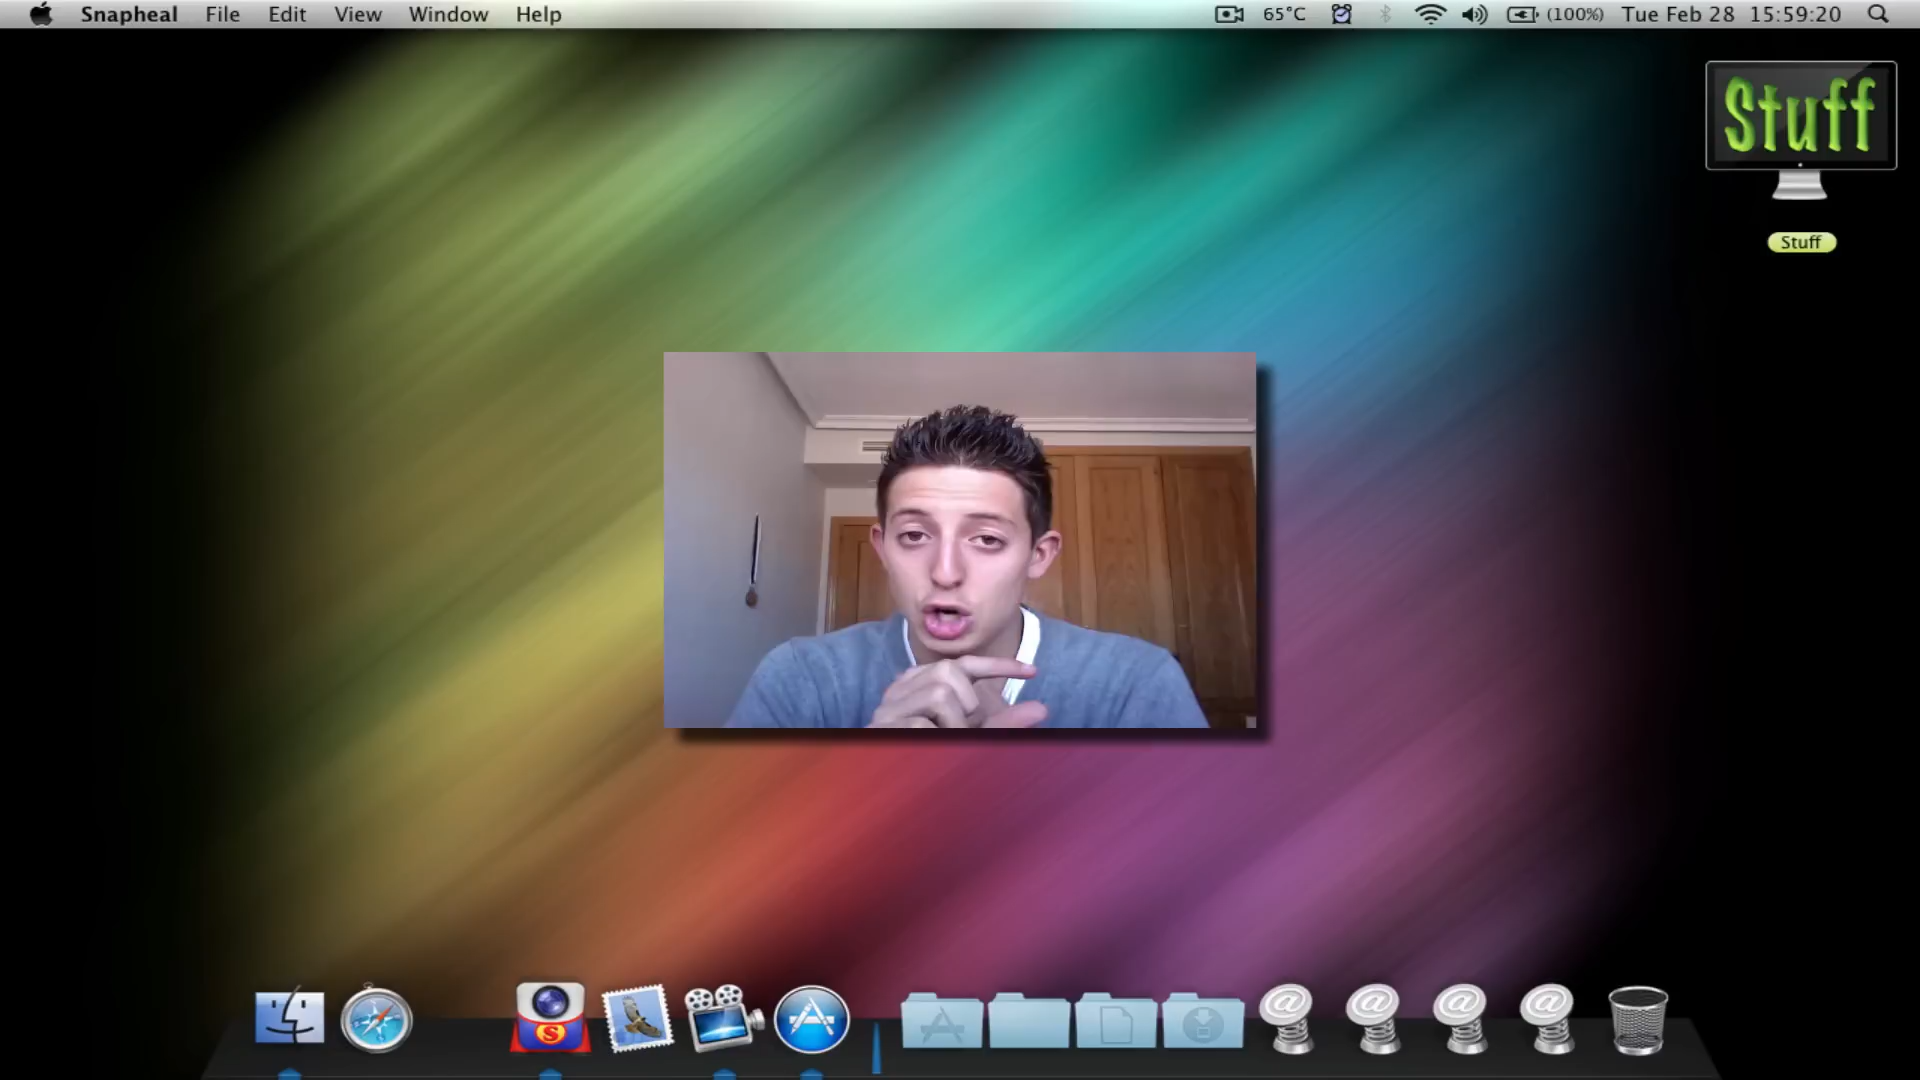 Snapheal File Edit View Window Help 65°C (100%) Tue Feb 28 15:59:20
Stuff
Stuff
S
@ @ @ @